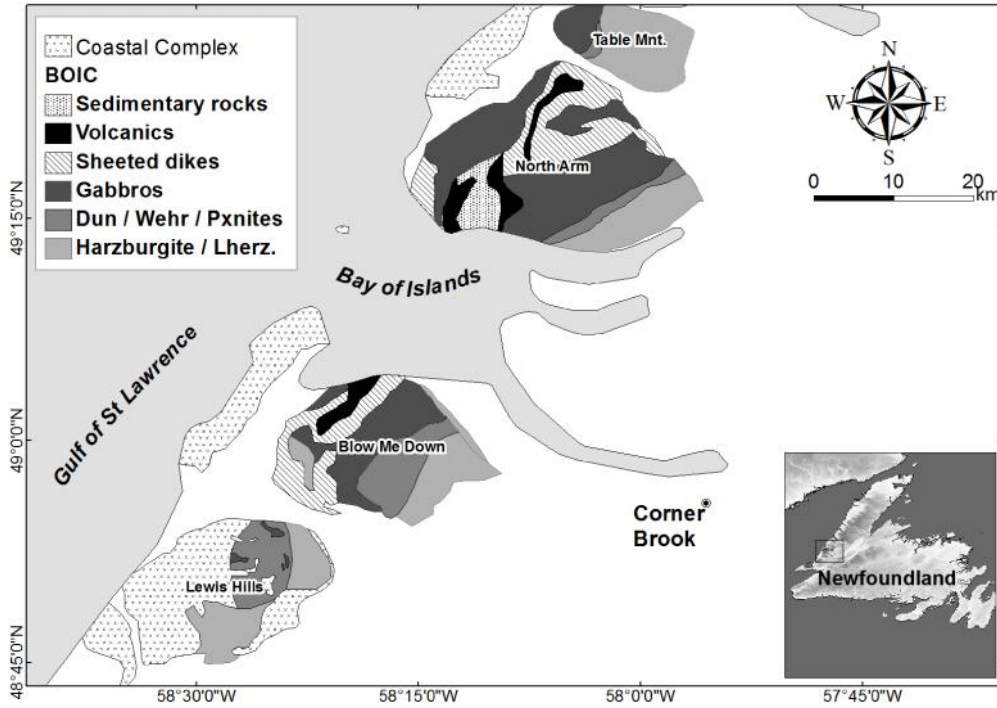 Coastal Complex
BOIC
Sedimentary rocks
Volcanics
Sheeted dikes
Gabbros
Dun / Wehr / Pxnites
Harzburgite / Lherz.
Table Mnt.
N
W
E
S
North Arm
0
10
20
km
Bay of Islands
Gulf of St Lawrence
Blow Me Down
Corner
Brook
Lewis Hills
Newfoundland
49°15'0"N
49°0'0"N
48°45'0"N
58°30'0"W
58°15'0"W
58°0'0"W
57°45'0"W